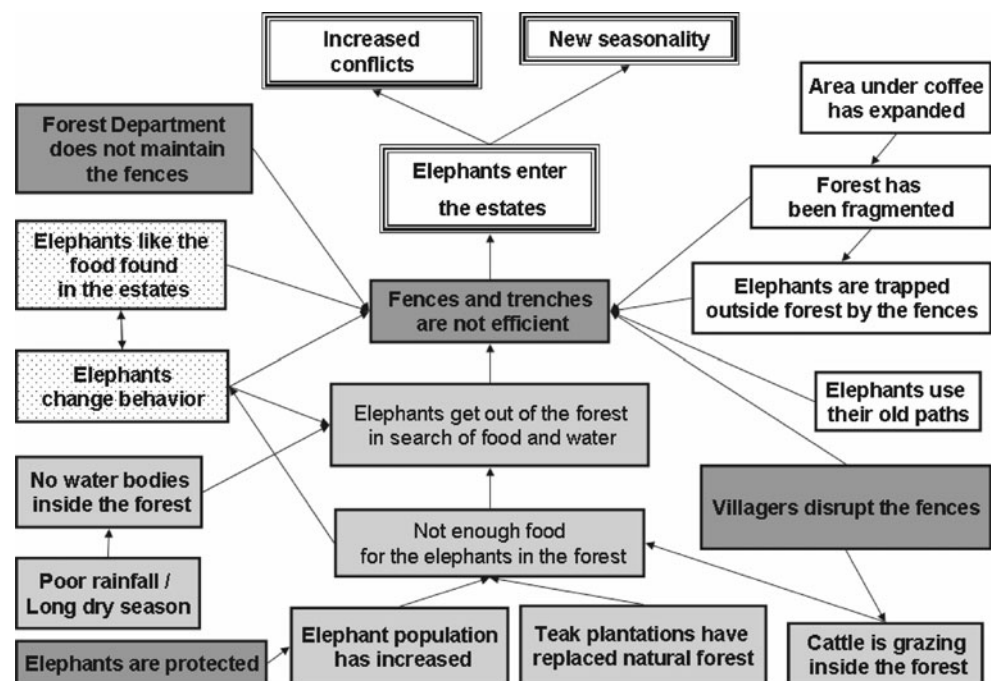 Increased
conflicts
New seasonality
Area under coffee
has expanded
Forest Department
does not maintain
the fences
Elephants enter
the estates
Forest has
been fragmented
Elephants like the
food found
in the estates
Fences and trenches
are not efficient
Elephants are trapped
outside forest by the fences
Elephants
change behavior
Elephants get out of the forest
in search of food and water
Elephants use
their old paths
No water bodies
inside the forest
Villagers disrupt the fences
Not enough food
for the elephants in the forest
Poor rainfall /
Long dry season
Elephant population
has increased
Teak plantations have
replaced natural forest
Cattle is grazing
inside the forest
Elephants are protected